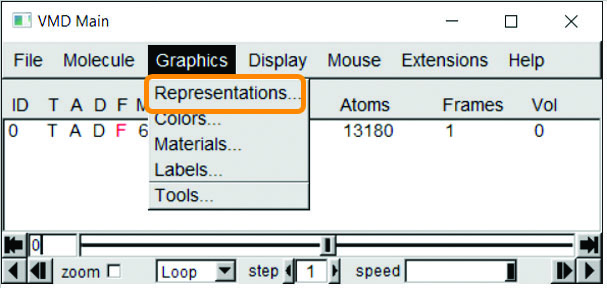 VMD Main
File Molecule Graphics Display Mouse Extensions Help
Representations...
ID T A D F Atoms Frames Vol
Colors...
0 T A D F 6 13180 1 0
Materials...
Labels...
Tools...
0
zoom Loop step 1 speed